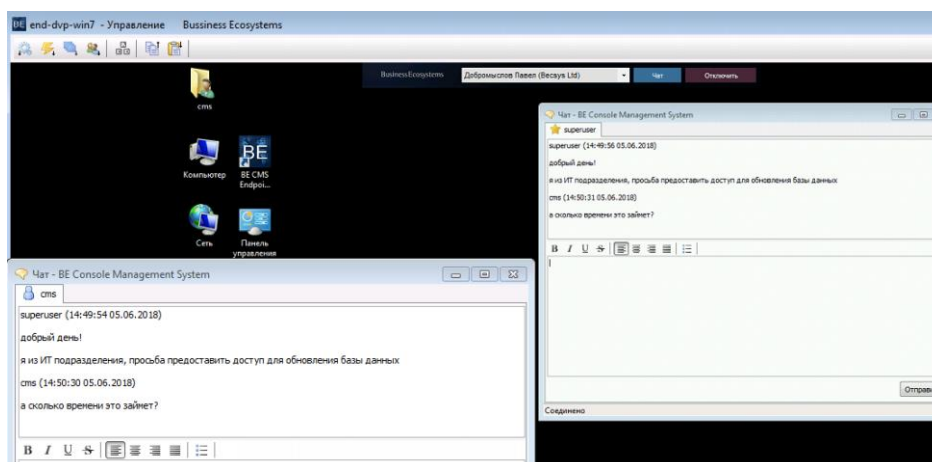 BE end-dvp-win7 - Управление Bussiness Ecosystems
BusinessEcosystems Добромыслов Павел (Becsys Ltd) Чат Отключить
cms
Компьютер
BE
BE CMS
Endpoi...
Сеть
Панель
управления
Чат - BE Console Management System
superuser
superuser (14:49:56 05.06.2018)
добрый день!
я из ИТ подразделения, просьба предоставить доступ для обновления базы данных
cms (14:50:31 05.06.2018)
а сколько времени это займет?
B I U S
Отправи
Соединено
Чат - BE Console Management System
cms
superuser (14:49:54 05.06.2018)
добрый день!
я из ИТ подразделения, просьба предоставить доступ для обновления базы данных
cms (14:50:30 05.06.2018)
а сколько времени это займет?
B I U S